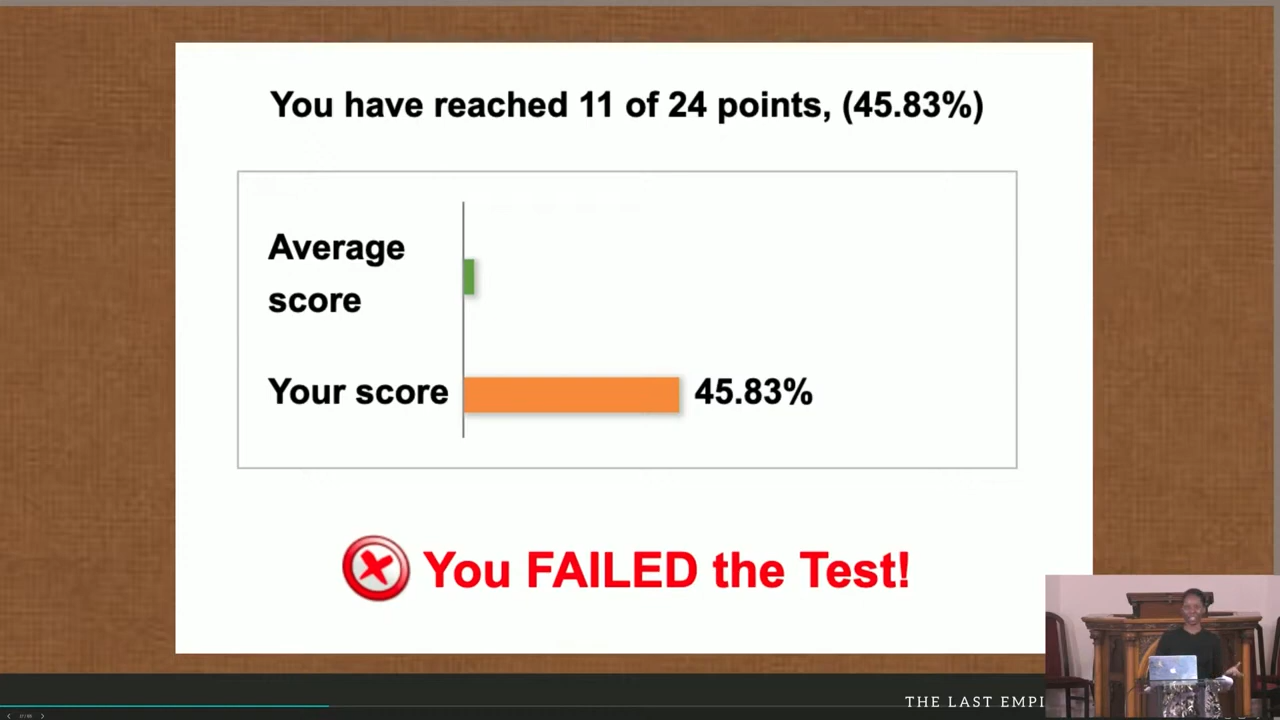 You have reached 11 of 24 points, (45.83%)
Average
score
Your score
45.83%
You FAILED the Test!
THE LAST EMPI